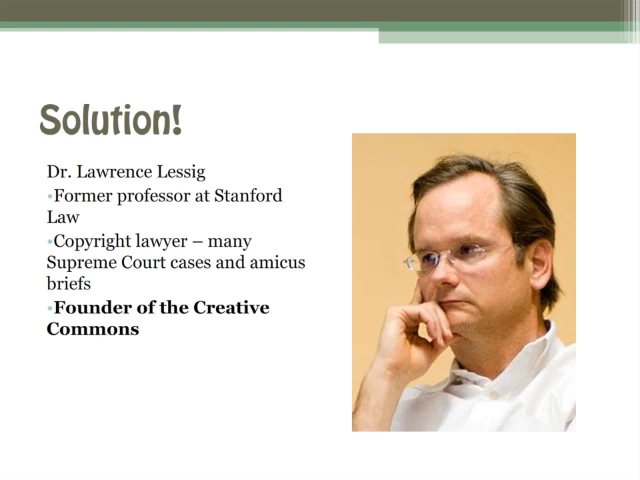 Solution!
Dr. Lawrence Lessig
•Former professor at Stanford
Law
•Copyright lawyer – many
Supreme Court cases and amicus
briefs
•Founder of the Creative
Commons